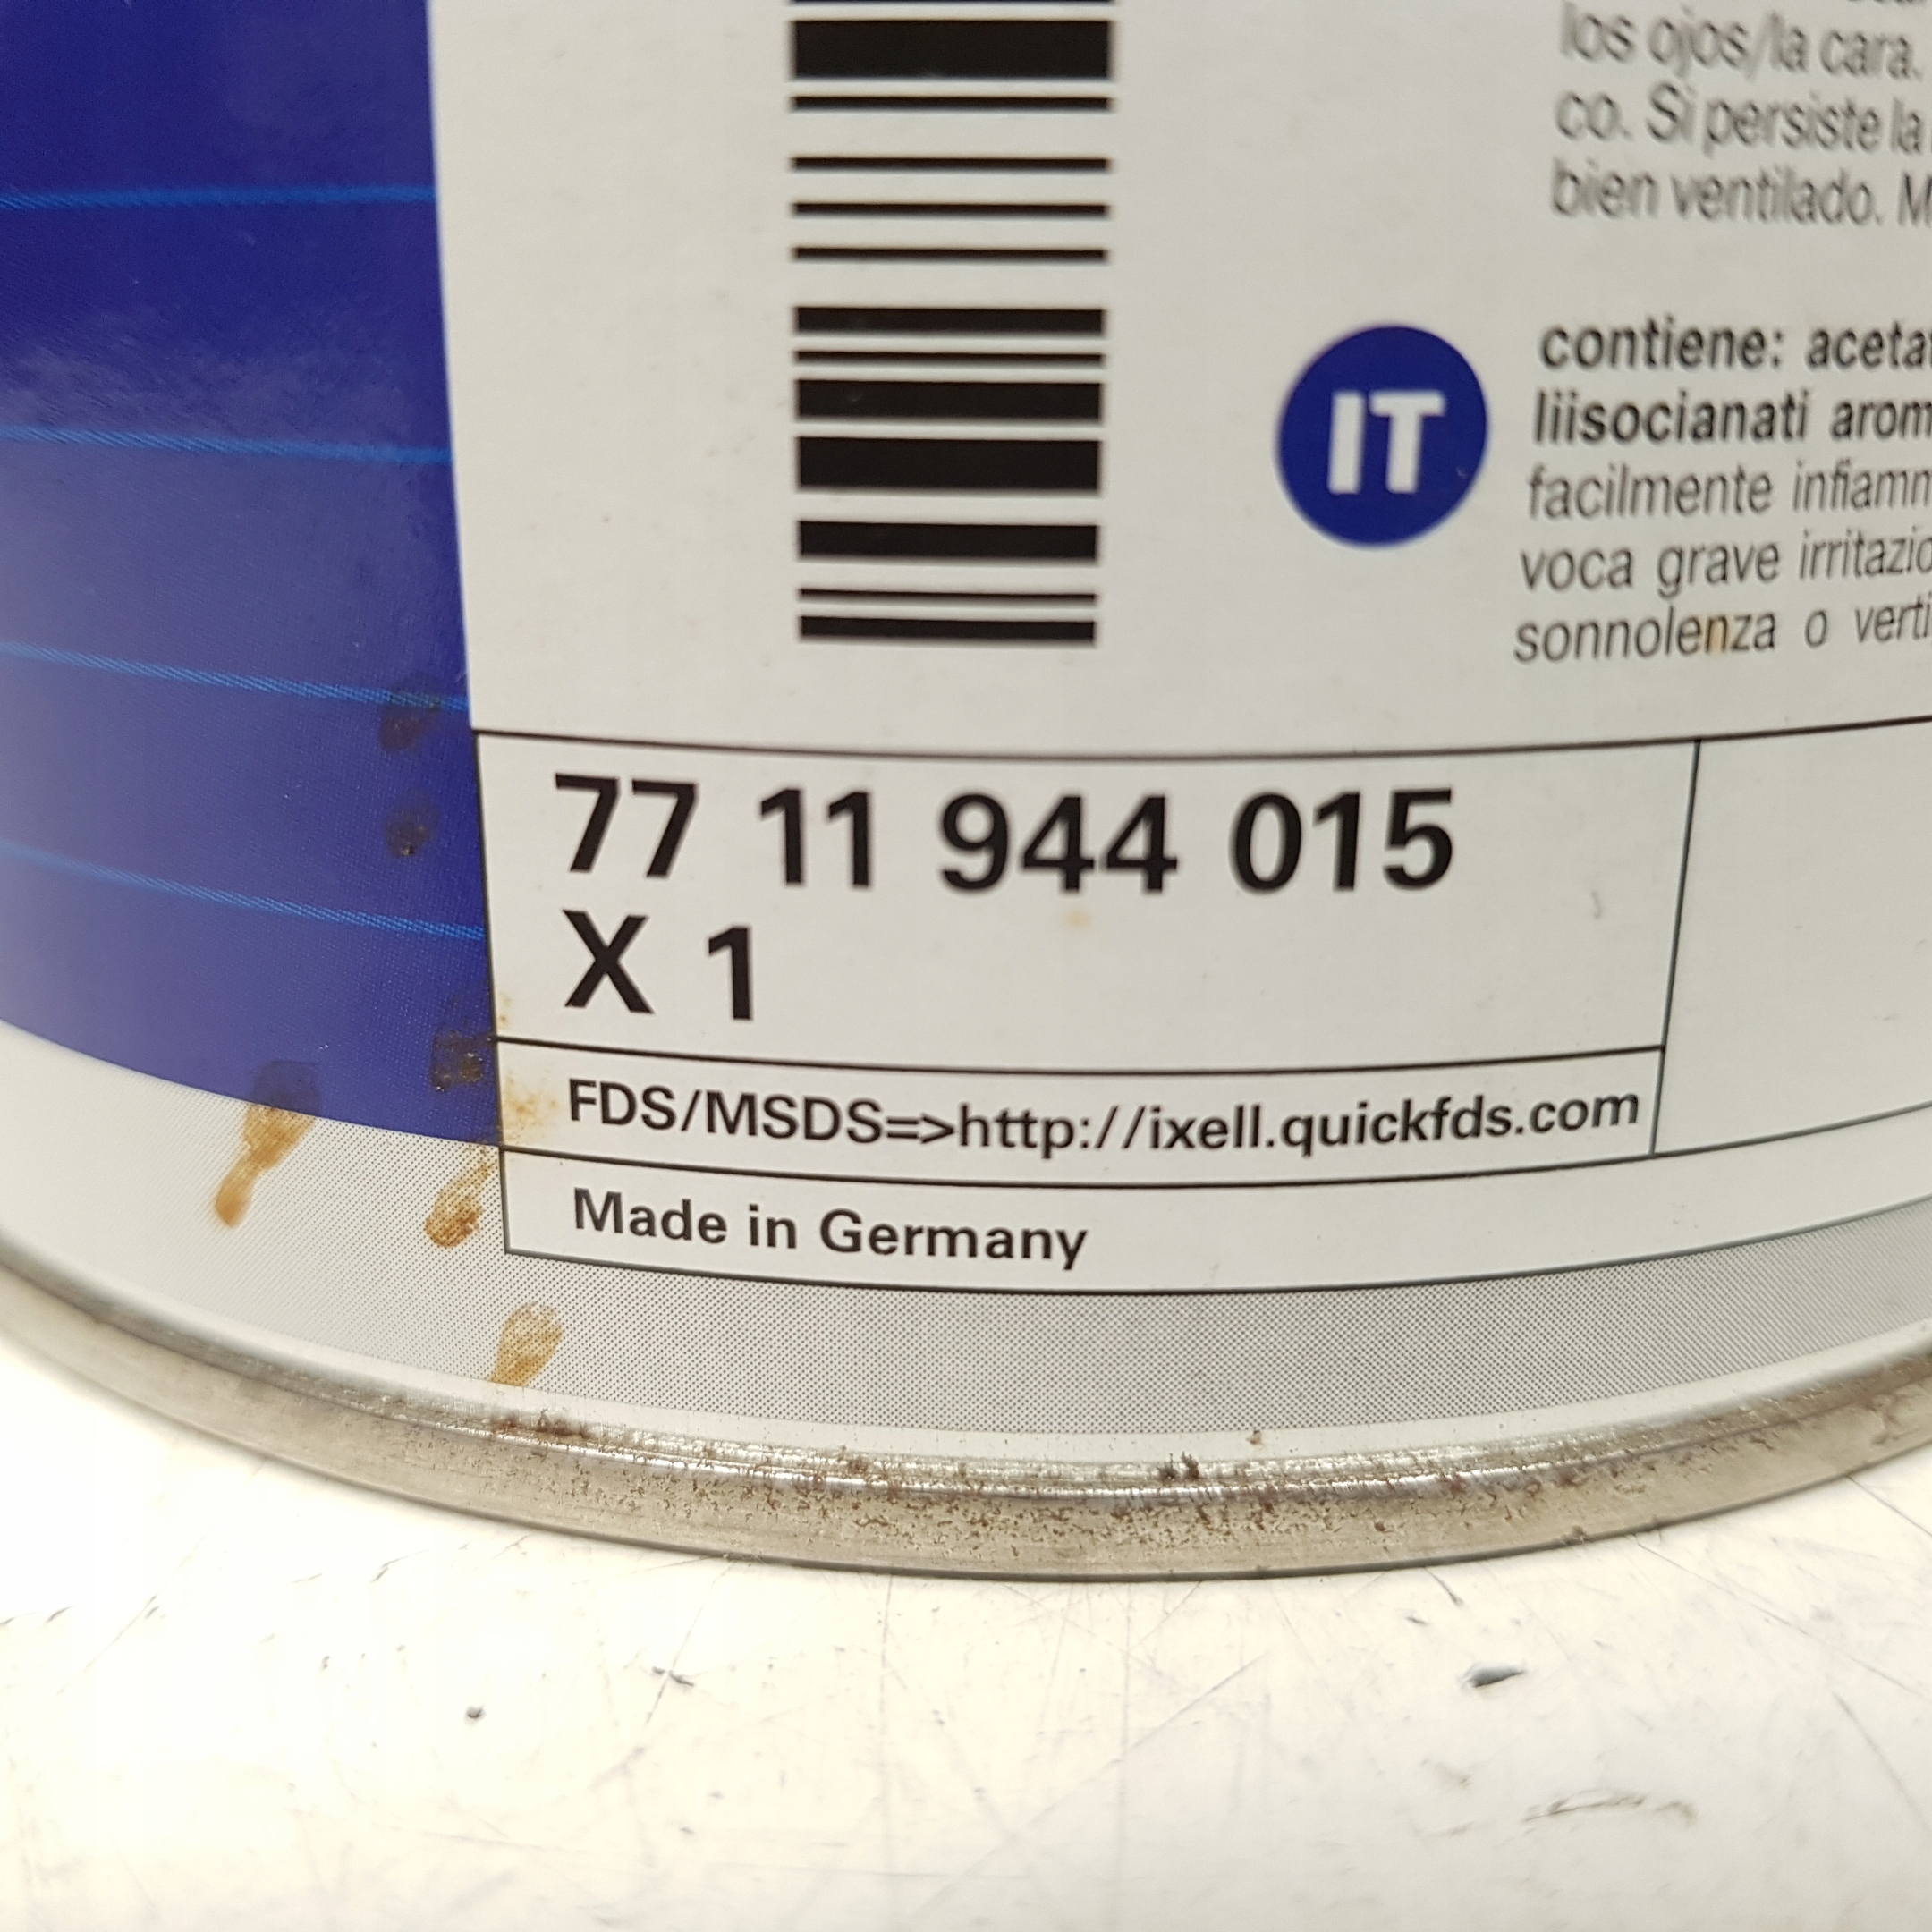 los ojos/la cara.
co. Si persiste la
bien ventilado.
IT
contiene:
liisocianati
facilmente
voca grave
sonnolenza o
77 11 944 015
X 1
FDS/MSDS=>http://ixell.quickfds.com
Made in Germany